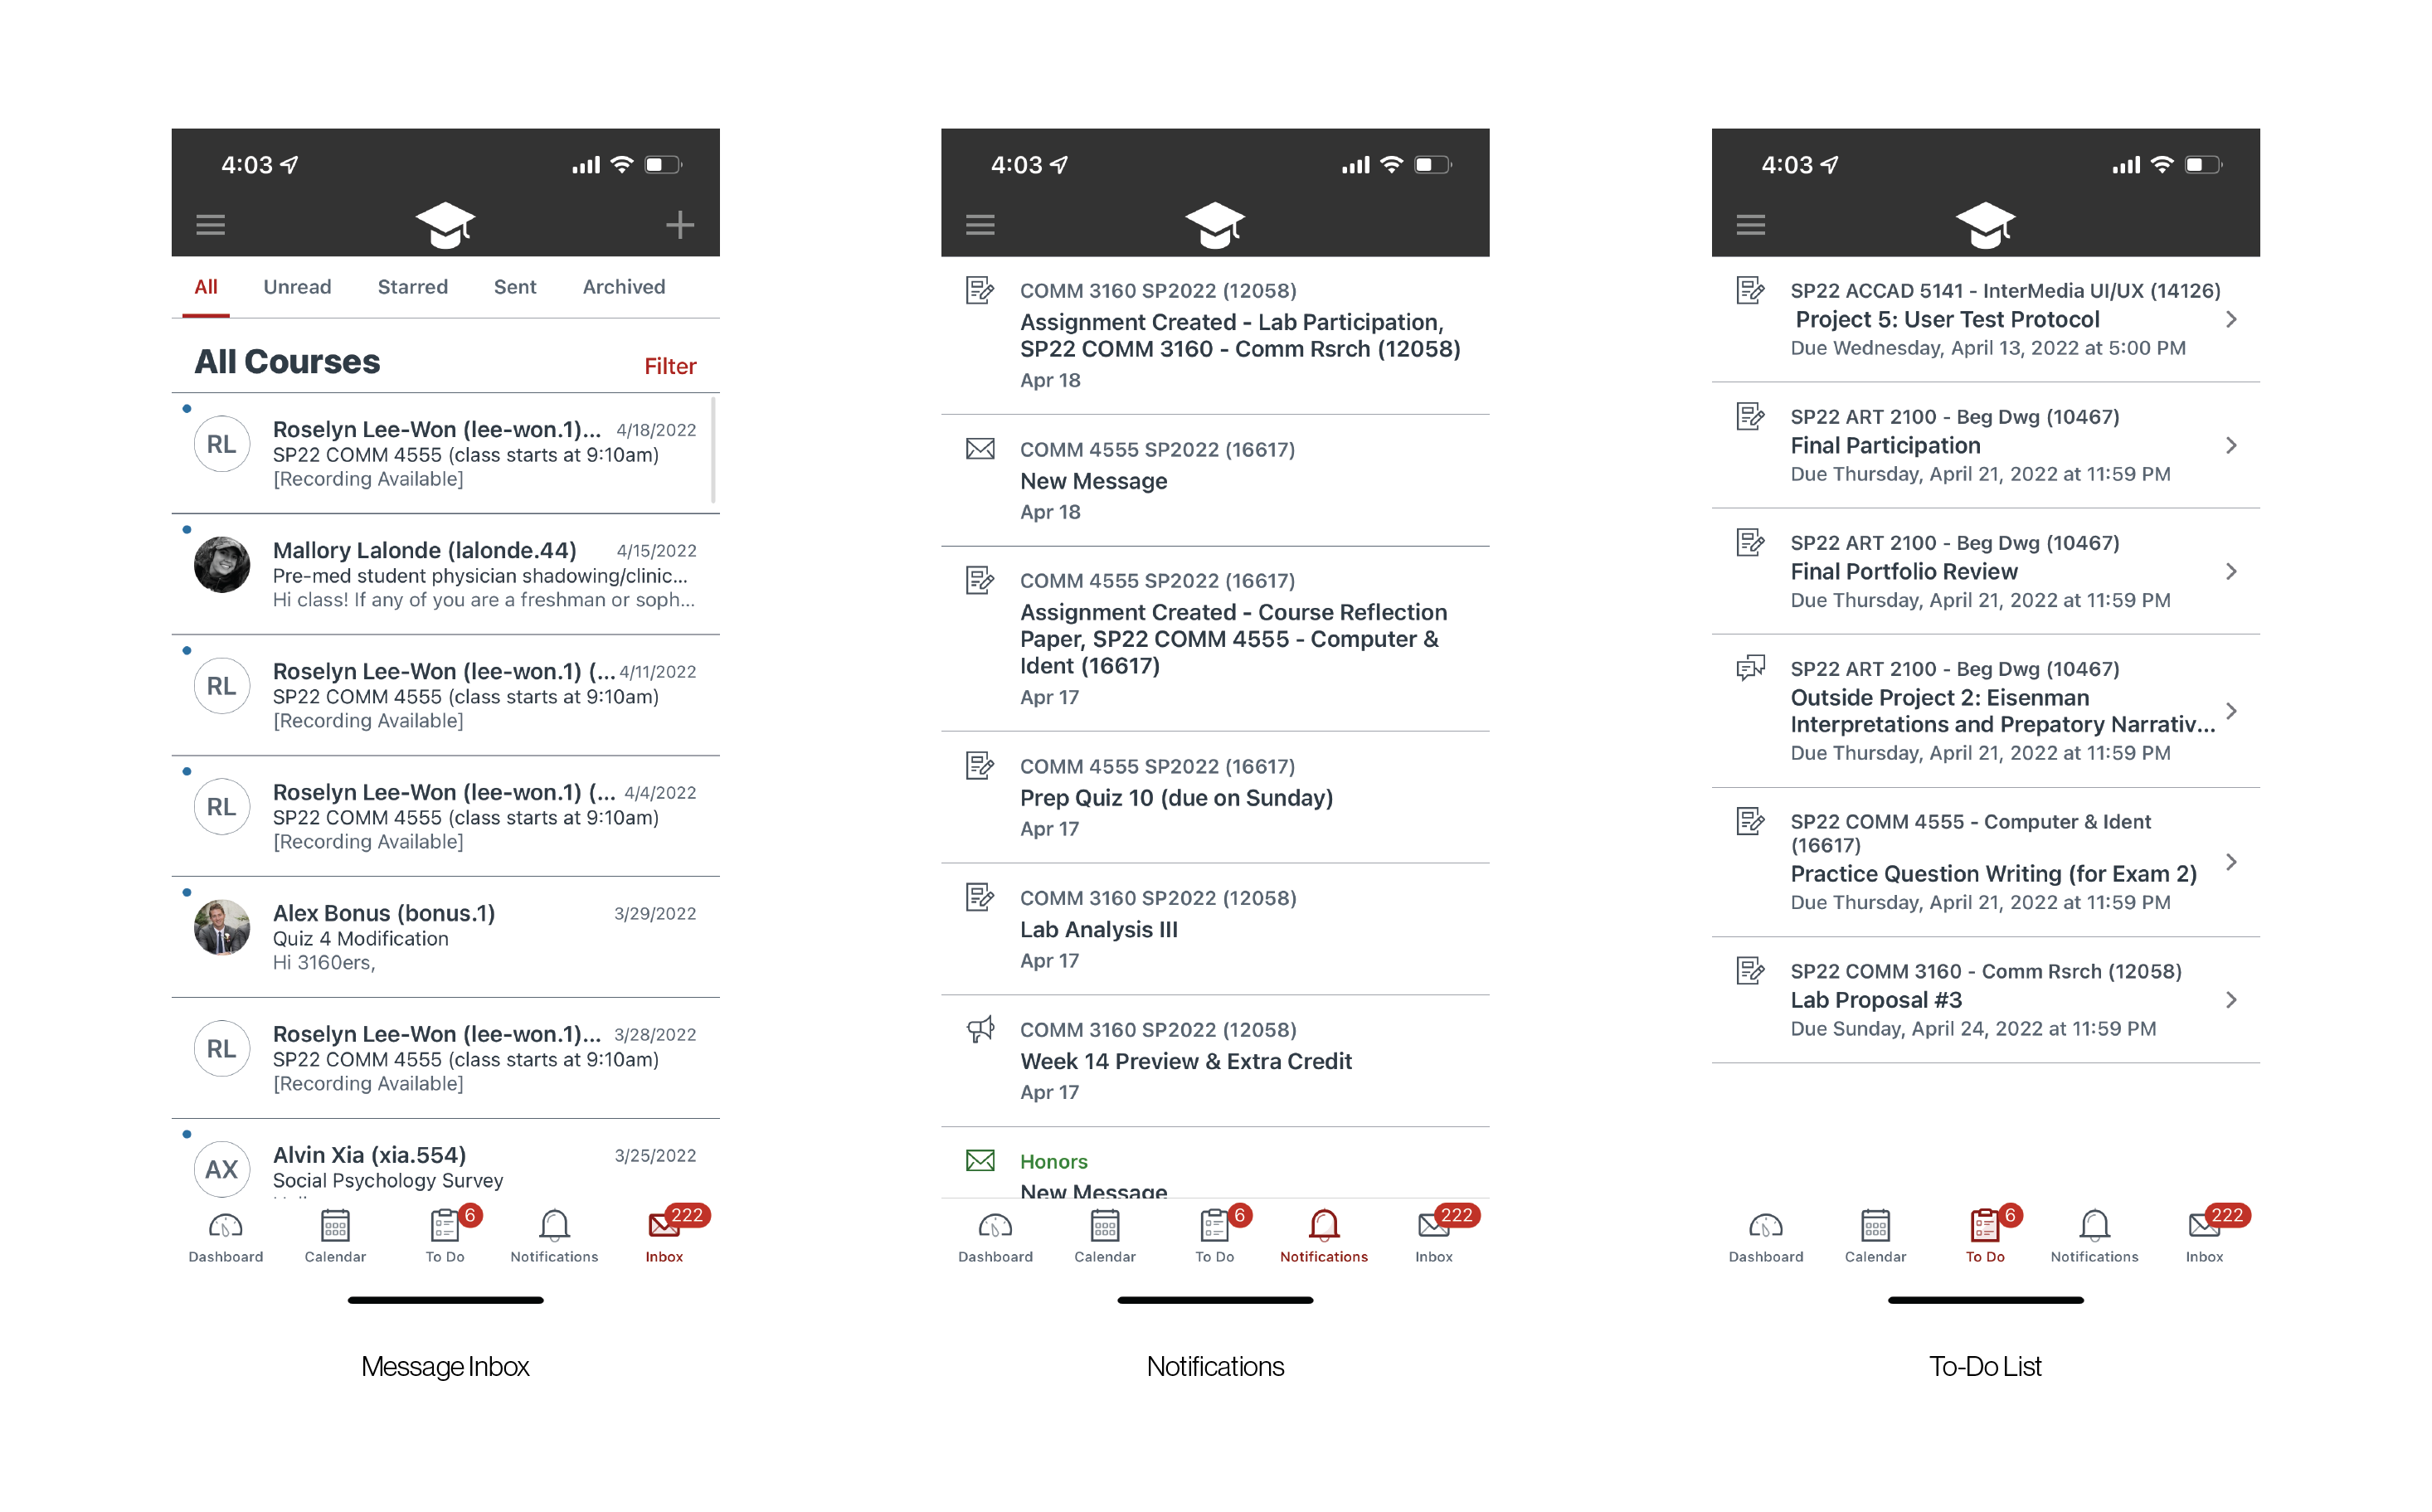 4:03
All Unread Starred Sent Archived
All Courses Filter
RL
Roselyn Lee-Won (lee-won.1)... 4/18/2022
SP22 COMM 4555 (class starts at 9:10am)
[Recording Available]
Mallory Lalonde (lalonde.44) 4/15/2022
Pre-med student physician shadowing/clinic...
Hi class! If any of you are a freshman or soph...
RL
Roselyn Lee-Won (lee-won.1) (... 4/11/2022
SP22 COMM 4555 (class starts at 9:10am)
[Recording Available]
RL
Roselyn Lee-Won (lee-won.1) (... 4/4/2022
SP22 COMM 4555 (class starts at 9:10am)
[Recording Available]
Alex Bonus (bonus.1) 3/29/2022
Quiz 4 Modification
Hi 3160ers,
RL
Roselyn Lee-Won (lee-won.1)... 3/28/2022
SP22 COMM 4555 (class starts at 9:10am)
[Recording Available]
AX
Alvin Xia (xia.554) 3/25/2022
Social Psychology Survey
6 222
Dashboard Calendar To Do Notifications Inbox
Message Inbox
4:03
COMM 3160 SP2022 (12058)
Assignment Created - Lab Participation,
SP22 COMM 3160 - Comm Rsrch (12058)
Apr 18
COMM 4555 SP2022 (16617)
New Message
Apr 18
COMM 4555 SP2022 (16617)
Assignment Created - Course Reflection
Paper, SP22 COMM 4555 - Computer &
Ident (16617)
Apr 17
COMM 4555 SP2022 (16617)
Prep Quiz 10 (due on Sunday)
Apr 17
COMM 3160 SP2022 (12058)
Lab Analysis III
Apr 17
COMM 3160 SP2022 (12058)
Week 14 Preview & Extra Credit
Apr 17
Honors
New Message
6 222
Dashboard Calendar To Do Notifications Inbox
Notifications
4:03
SP22 ACCAD 5141 - InterMedia UI/UX (14126)
Project 5: User Test Protocol
Due Wednesday, April 13, 2022 at 5:00 PM
SP22 ART 2100 - Beg Dwg (10467)
Final Participation
Due Thursday, April 21, 2022 at 11:59 PM
SP22 ART 2100 - Beg Dwg (10467)
Final Portfolio Review
Due Thursday, April 21, 2022 at 11:59 PM
SP22 ART 2100 - Beg Dwg (10467)
Outside Project 2: Eisenman
Interpretations and Prepatory Narrativ...
Due Thursday, April 21, 2022 at 11:59 PM
SP22 COMM 4555 - Computer & Ident
(16617)
Practice Question Writing (for Exam 2)
Due Thursday, April 21, 2022 at 11:59 PM
SP22 COMM 3160 - Comm Rsrch (12058)
Lab Proposal #3
Due Sunday, April 24, 2022 at 11:59 PM
6 222
Dashboard Calendar To Do Notifications Inbox
To-Do List